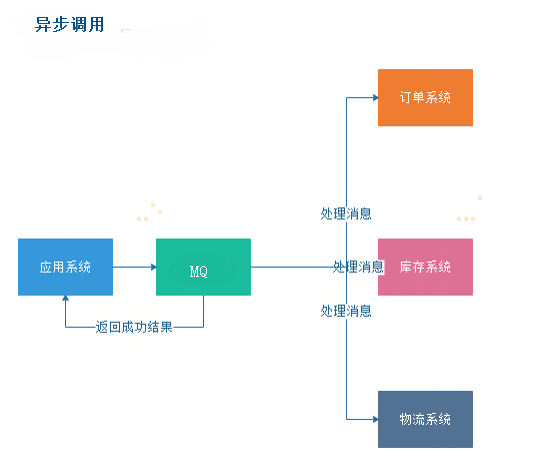 异步调用
订单系统
处理消息
应用系统
MQ
处理消息
库存系统
处理消息
返回成功结果
物流系统